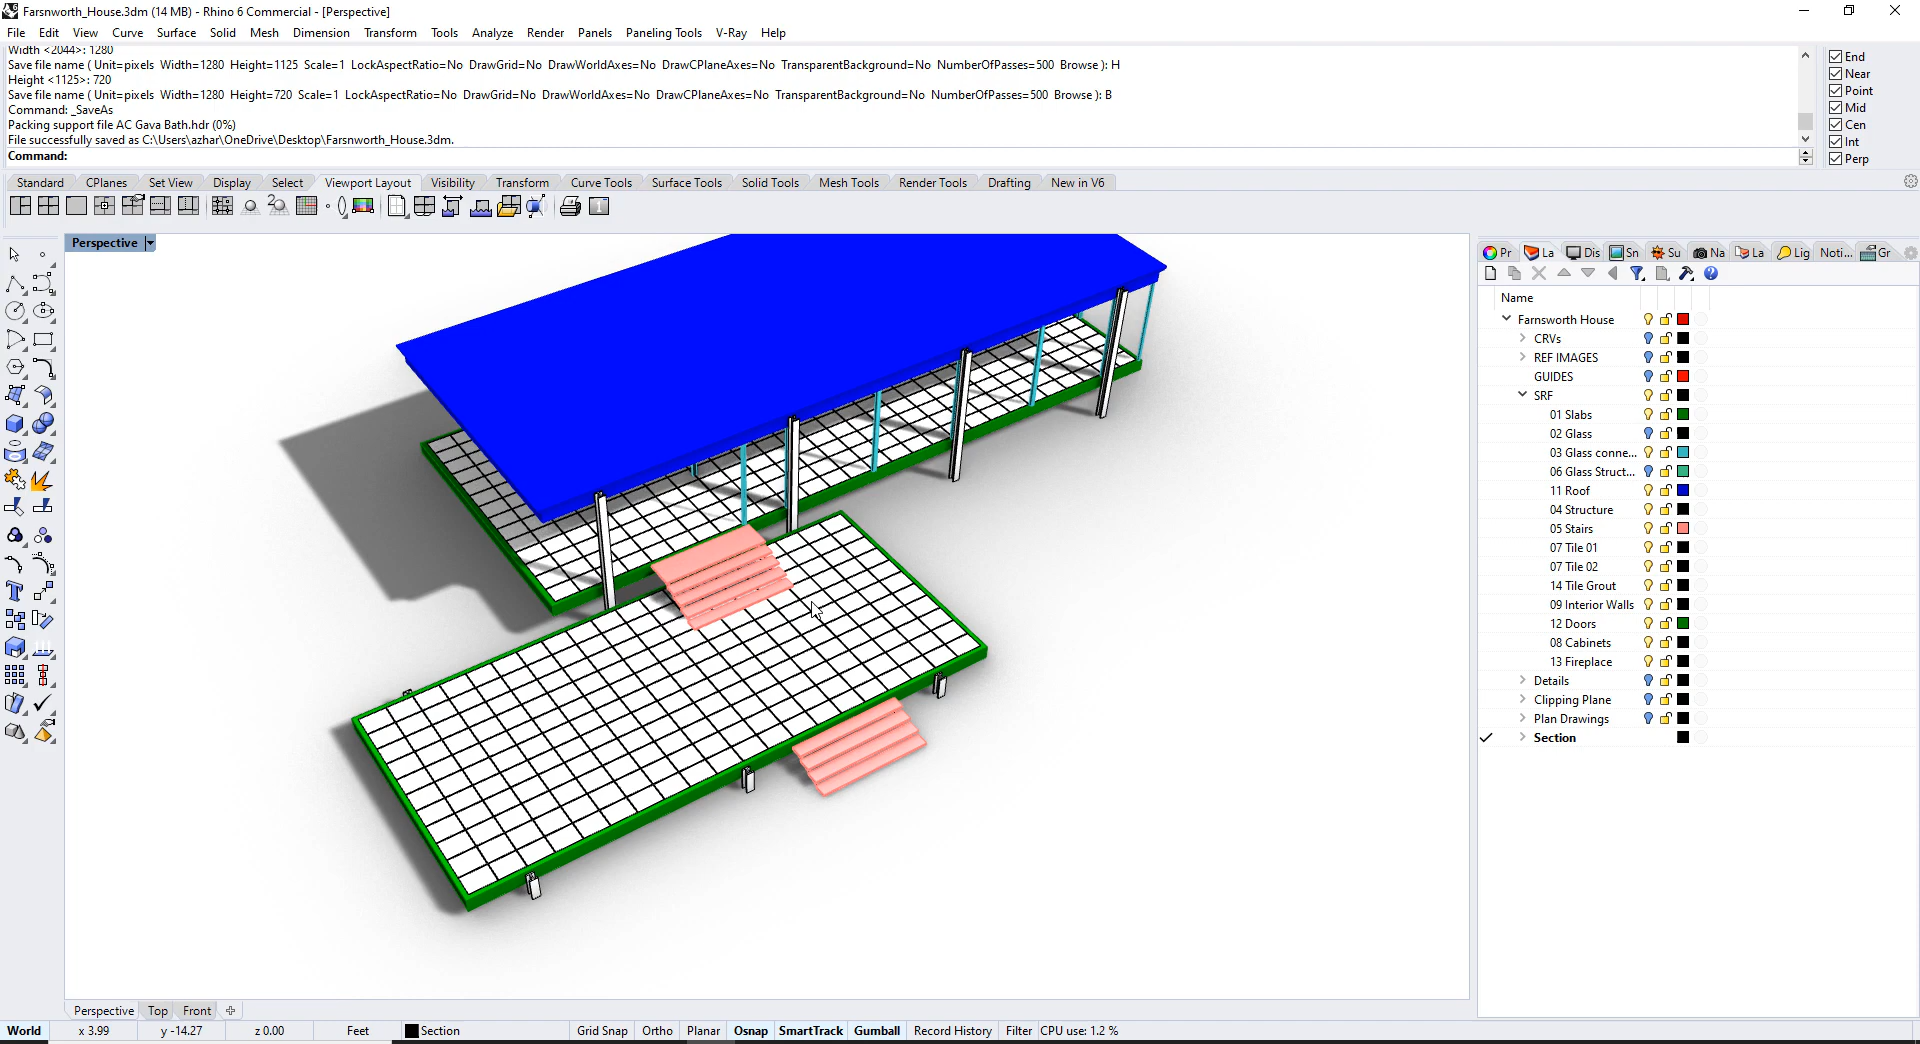 Farsnworth_House.3dm (14 MB) - Rhino 6 Commercial - [Perspective]
File Edit View Curve Surface Solid Mesh Dimension Transform Tools Analyze Render Panels Paneling Tools V-Ray Help
Width <2044>: 1280
Save file name ( Unit=pixels Width=1280 Height=1125 Scale=1 LockAspectRatio=No DrawGrid=No DrawWorldAxes=No DrawCPlaneAxes=No TransparentBackground=No NumberOfPasses=500 Browse ): H
Height <1125>: 720
Save file name ( Unit=pixels Width=1280 Height=720 Scale=1 LockAspectRatio=No DrawGrid=No DrawWorldAxes=No DrawCPlaneAxes=No TransparentBackground=No NumberOfPasses=500 Browse ): B
Command: _SaveAs
Packing support file AC Gava Bath.hdr (0%)
File successfully saved as C:\Users\azhar\OneDrive\Desktop\Farsnworth_House.3dm.
Command:
End
Near
Point
Mid
Cen
Int
Perp
Standard CPlanes Set View Display Select Viewport Layout Visibility Transform Curve Tools Surface Tools Solid Tools Mesh Tools Render Tools Drafting New in V6
Perspective
Pr La Dis Sn Su Na La Lig Noti... Gr
Name
Farnsworth House
CRVs
REF IMAGES
GUIDES
SRF
01 Slabs
02 Glass
03 Glass conne...
06 Glass Struct...
11 Roof
04 Structure
05 Stairs
07 Tile 01
07 Tile 02
14 Tile Grout
09 Interior Walls
12 Doors
08 Cabinets
13 Fireplace
Details
Clipping Plane
Plan Drawings
Section
Perspective Top Front
World x 3.99 y -14.27 z 0.00 Feet Section Grid Snap Ortho Planar Osnap SmartTrack Gumball Record History Filter CPU use: 1.2 %